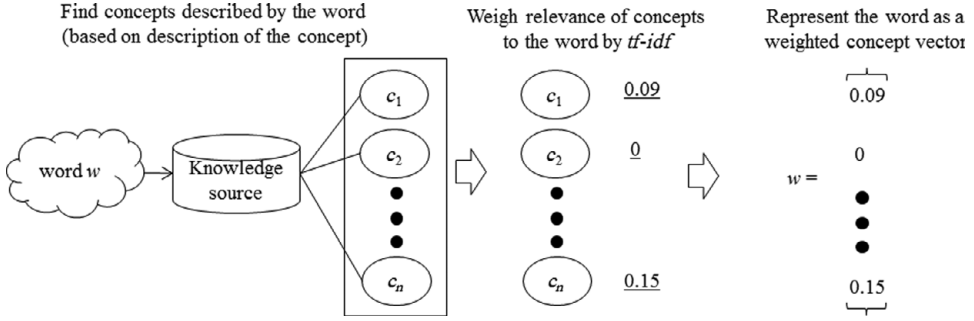 Find concepts described by the word
(based on description of the concept)
Weigh relevance of concepts
to the word by tf-idf
Represent the word as a
weighted concept vector
word w
Knowledge
source
c1
c2
cn
c1 0.09
c2 0
cn 0.15
0.09
0
w =
0.15